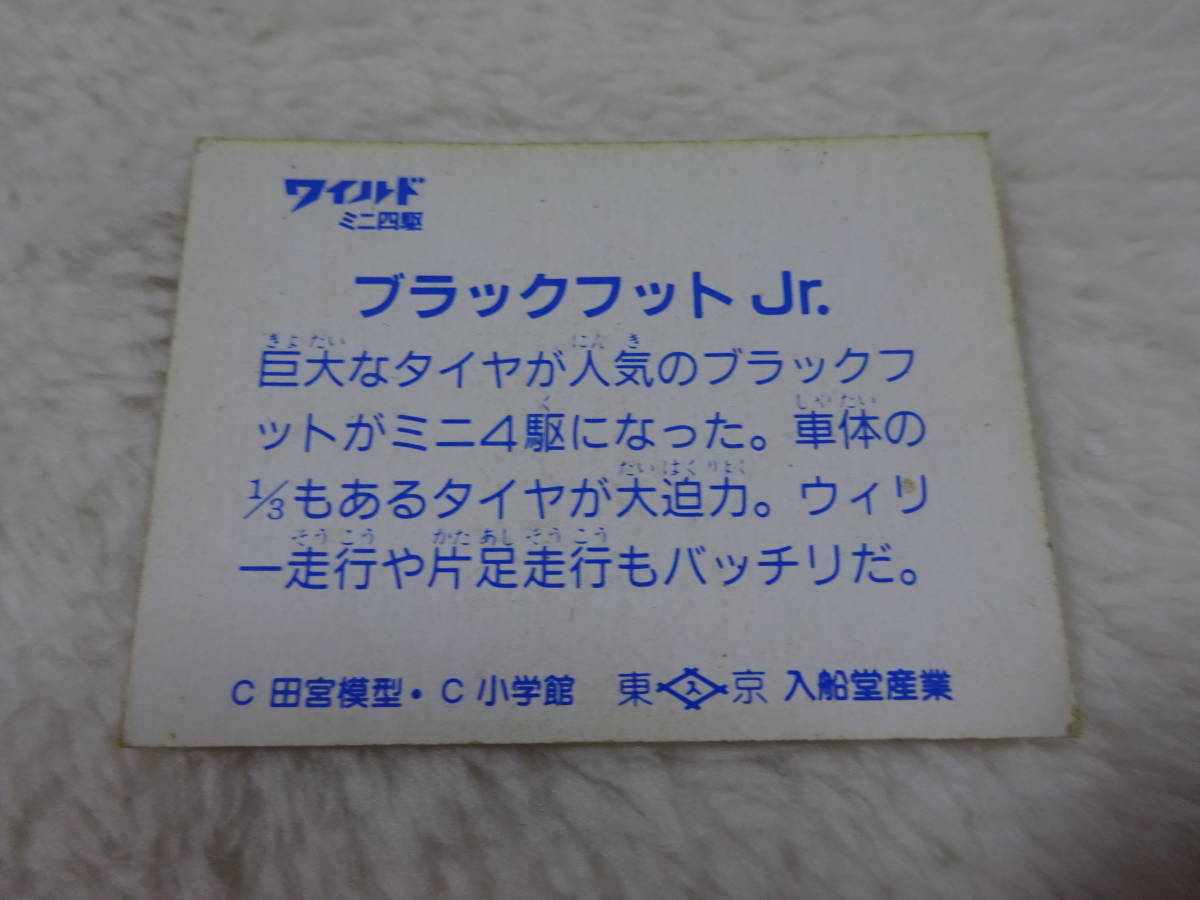 ワイルド
ミニ四駆
ブラックフットJr.
きょだい にんき
巨大なタイヤが人気のブラックフ
く しゃたい
ットがミニ4駆になった。車体の
だいはくりょく
1/3もあるタイヤが大迫力。ウィリ
そうこう かたあしそうこう
ー走行や片足走行もバッチリだ。
C 田宮模型・C 小学館 東入京 入船堂産業